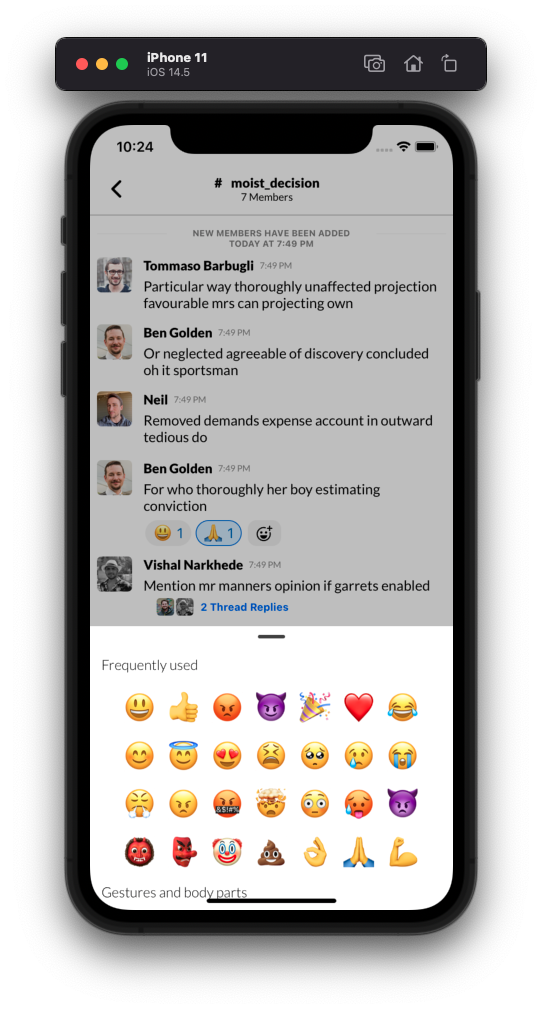 iPhone 11
iOS 14.5
10:24
# moist_decision
7 Members
NEW MEMBERS HAVE BEEN ADDED
TODAY AT 7:49 PM
Tommaso Barbugli 7:49 PM
Particular way thoroughly unaffected projection
favourable mrs can projecting own
Ben Golden 7:49 PM
Or neglected agreeable of discovery concluded
oh it sportsman
Neil 7:49 PM
Removed demands expense account in outward
tedious do
Ben Golden 7:49 PM
For who thoroughly her boy estimating
conviction
1 1
Vishal Narkhede 7:49 PM
Mention mr manners opinion if garrets enabled
2 Thread Replies
Frequently used
&$!#%
Gestures and body parts